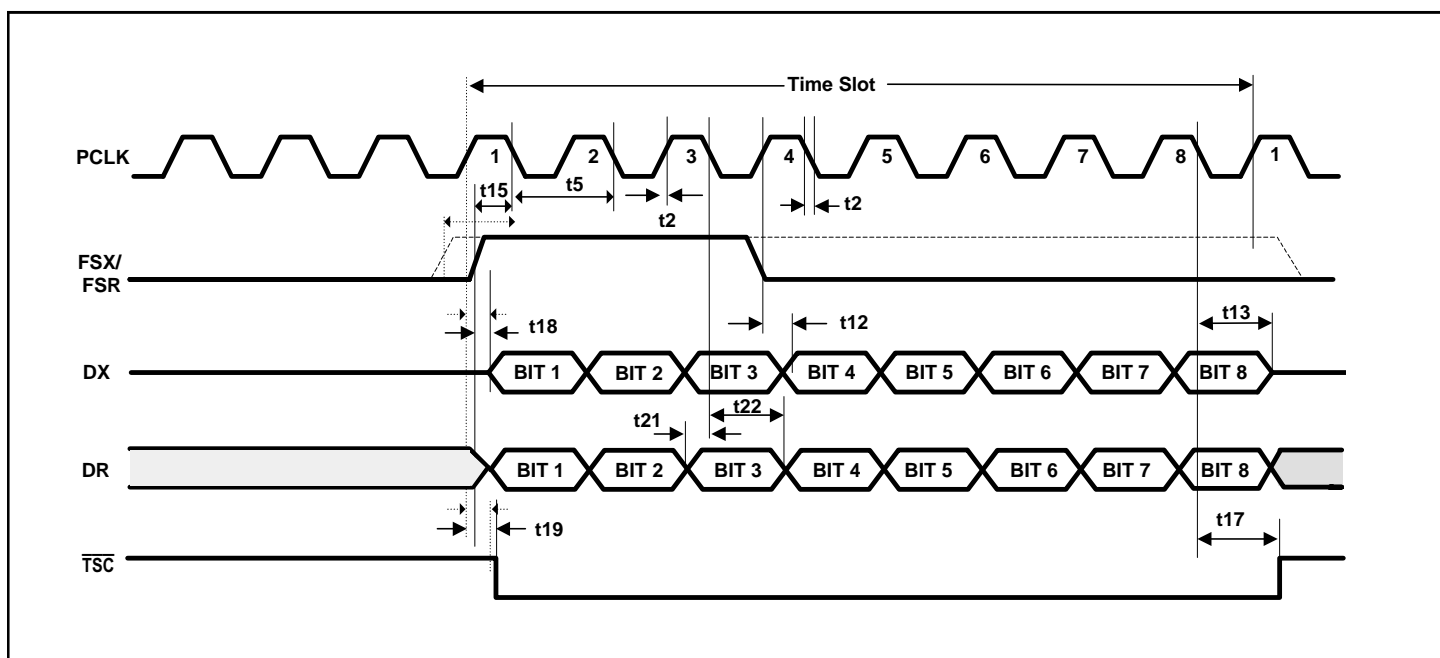 Time Slot
PCLK
1 2 3 4 5 6 7 8 1
t15 t5
t2 t2
FSX/
FSR
t18 t12 t13
DX
BIT 1 BIT 2 BIT 3 BIT 4 BIT 5 BIT 6 BIT 7 BIT 8
t21 t22
DR
BIT 1 BIT 2 BIT 3 BIT 4 BIT 5 BIT 6 BIT 7 BIT 8
t19 t17
TSC